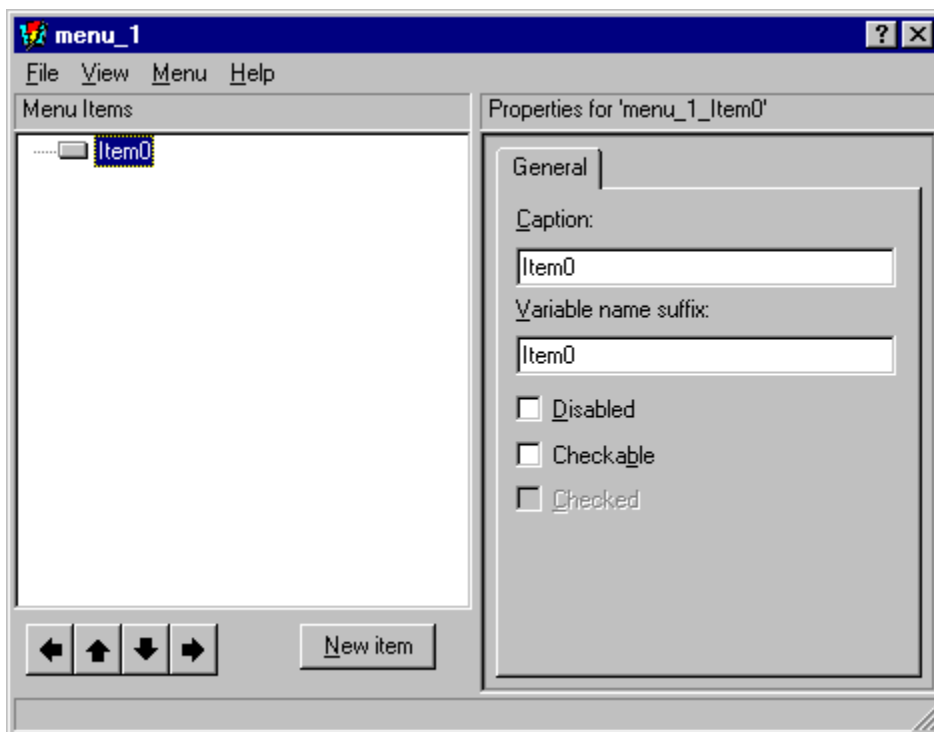 menu_1
File View Menu Help
Menu Items
Properties for 'menu_1_Item0'
Item0
General
Caption:
Item0
Variable name suffix:
Item0
Disabled
Checkable
Checked
New item